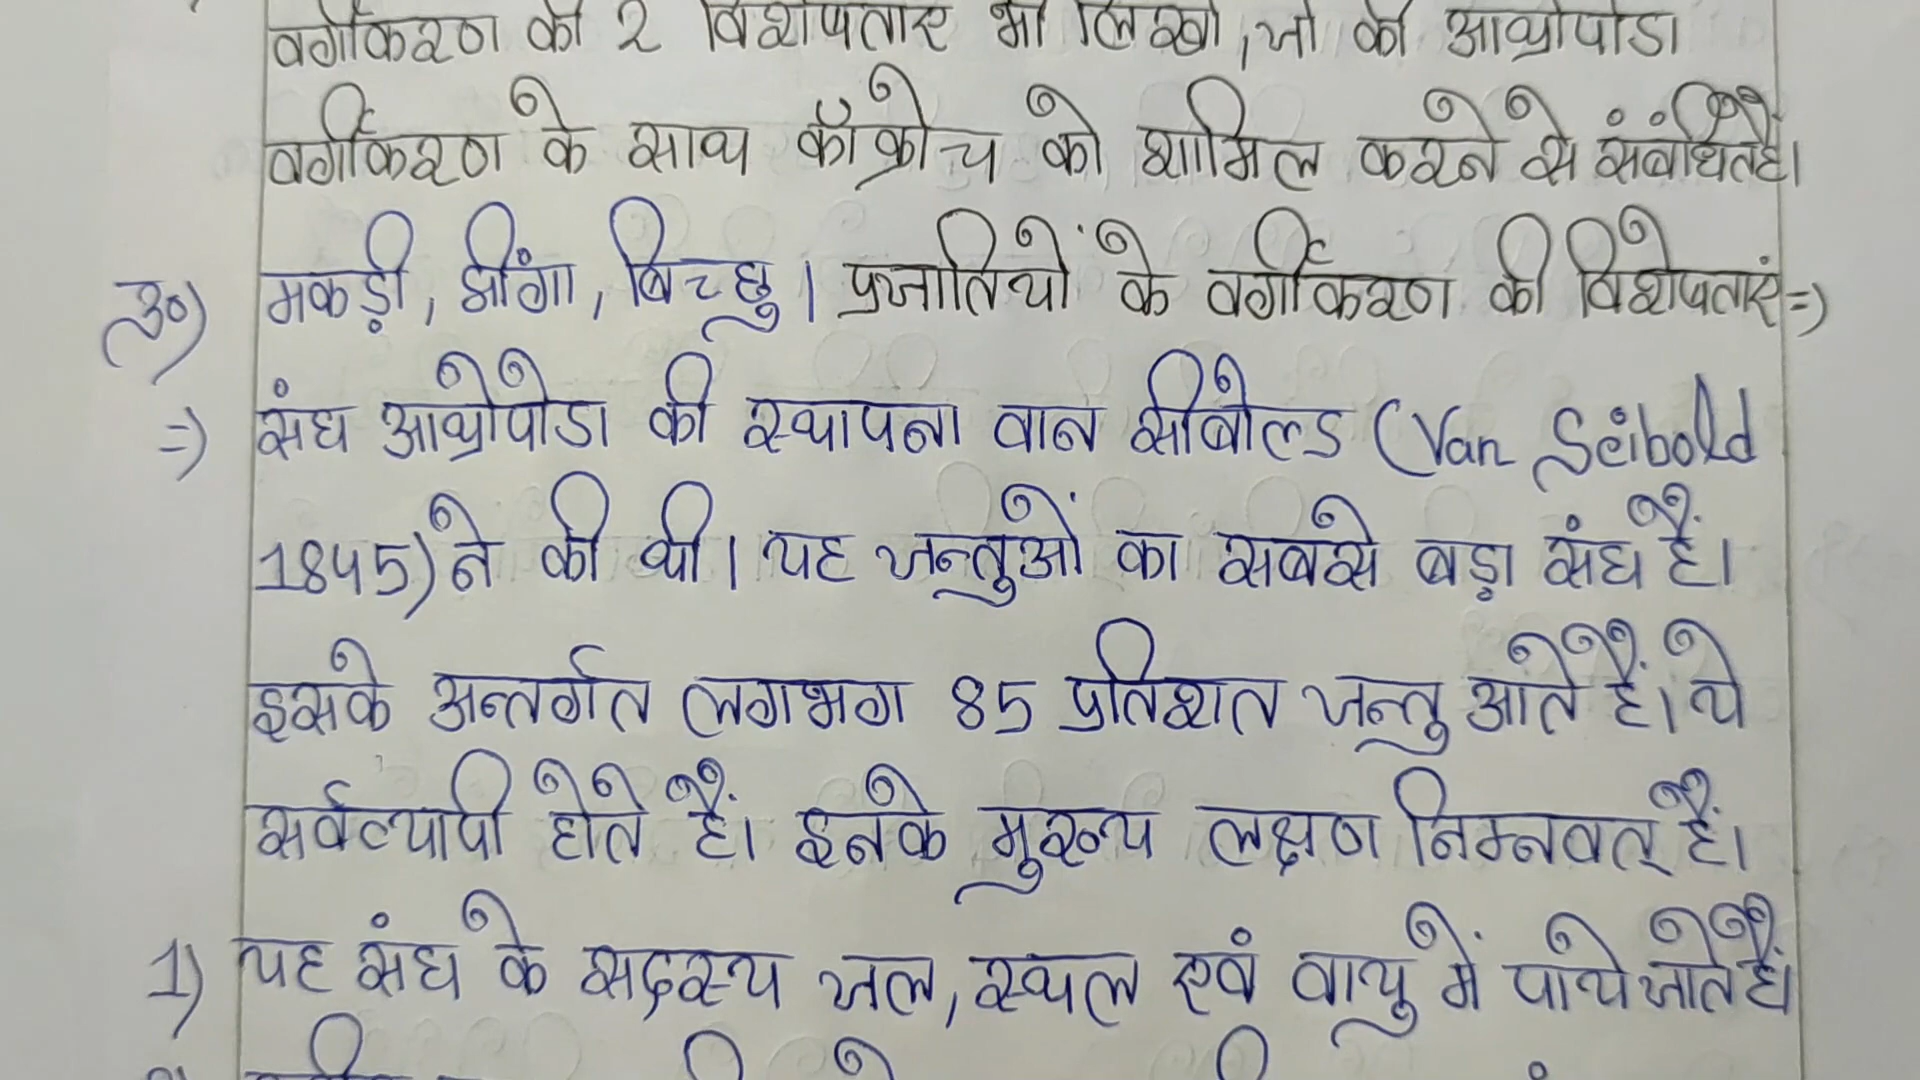 वर्गीकरण की 2 विशेषताएं भी लिखो, जो की आर्थ्रोपोडा
वर्गीकरण के साथ कॉक्रोच को शामिल करने से संबंधित है।
उ०) मकड़ी, झींगा, बिच्छु। प्रजातियों के वर्गीकरण की विशेषताएं=)
=) संघ आर्थ्रोपोडा की स्थापना वान सीबोल्ड (Van Seibold
1845) ने की थी। यह जन्तुओं का सबसे बड़ा संघ हैं।
इसके अन्तर्गत लगभग 85 प्रतिशत जन्तु आते हैं। ये
सर्वव्यापी होते हैं। इनके मुख्य लक्षण निम्नवत् हैं।
1) यह संघ के सदस्य जल, स्थल एवं वायु में पाये जाते हैं।